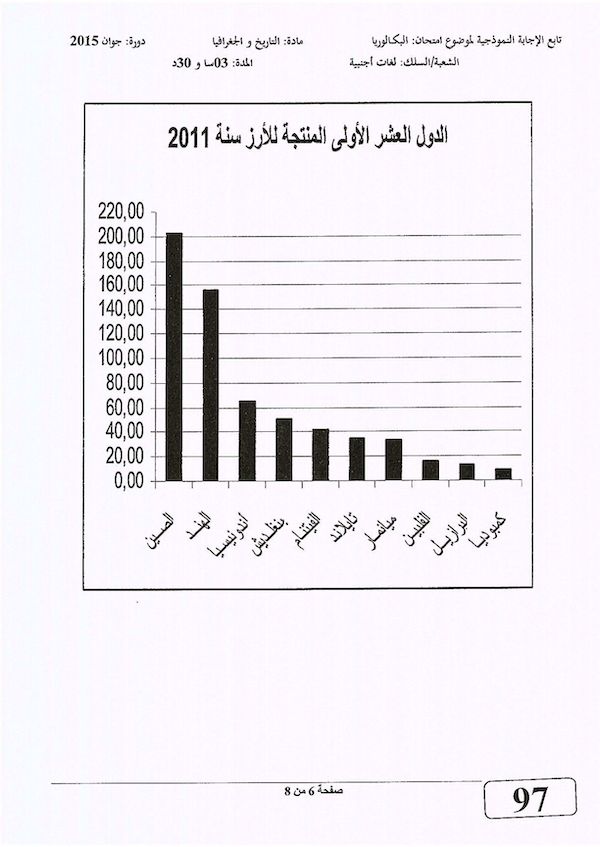 تابع الإجابة النموذجية لموضوع امتحان: البكالوريا مادة: التاريخ و الجغرافيا دورة: جوان 2015
الشعبة/السلك: لغات أجنبية المدة: 03سا و 30د
الدول العشر الأولى المنتجة للأرز سنة 2011
220,00
200,00
180,00
160,00
140,00
120,00
100,00
80,00
60,00
40,00
20,00
0,00
الصين
الهند
اندونيسيا
بنغلديش
الفيتنام
تايلاند
ميانمار
الفلبين
البرازيل
كمبوديا
صفحة 6 من 8
97